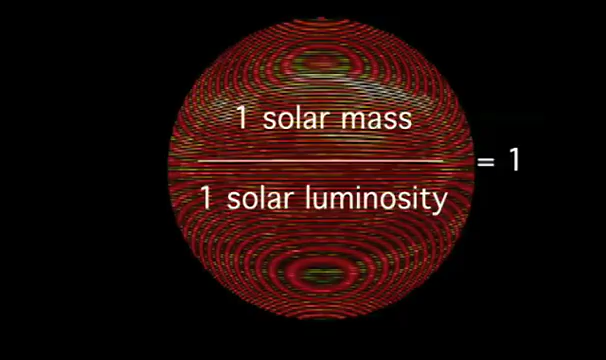 1 solar mass
1 solar luminosity
= 1